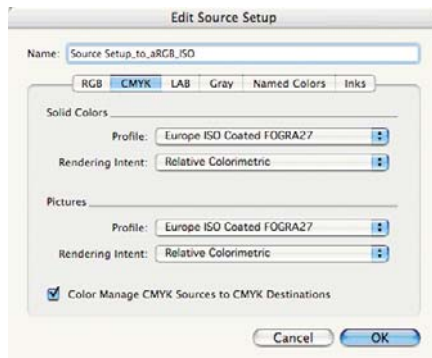 Edit Source Setup
Name: Source Setup_to_aRGB_ISO
RGB CMYK LAB Gray Named Colors Inks
Solid Colors
Profile: Europe ISO Coated FOGRA27
Rendering Intent: Relative Colorimetric
Pictures
Profile: Europe ISO Coated FOGRA27
Rendering Intent: Relative Colorimetric
Color Manage CMYK Sources to CMYK Destinations
Cancel OK